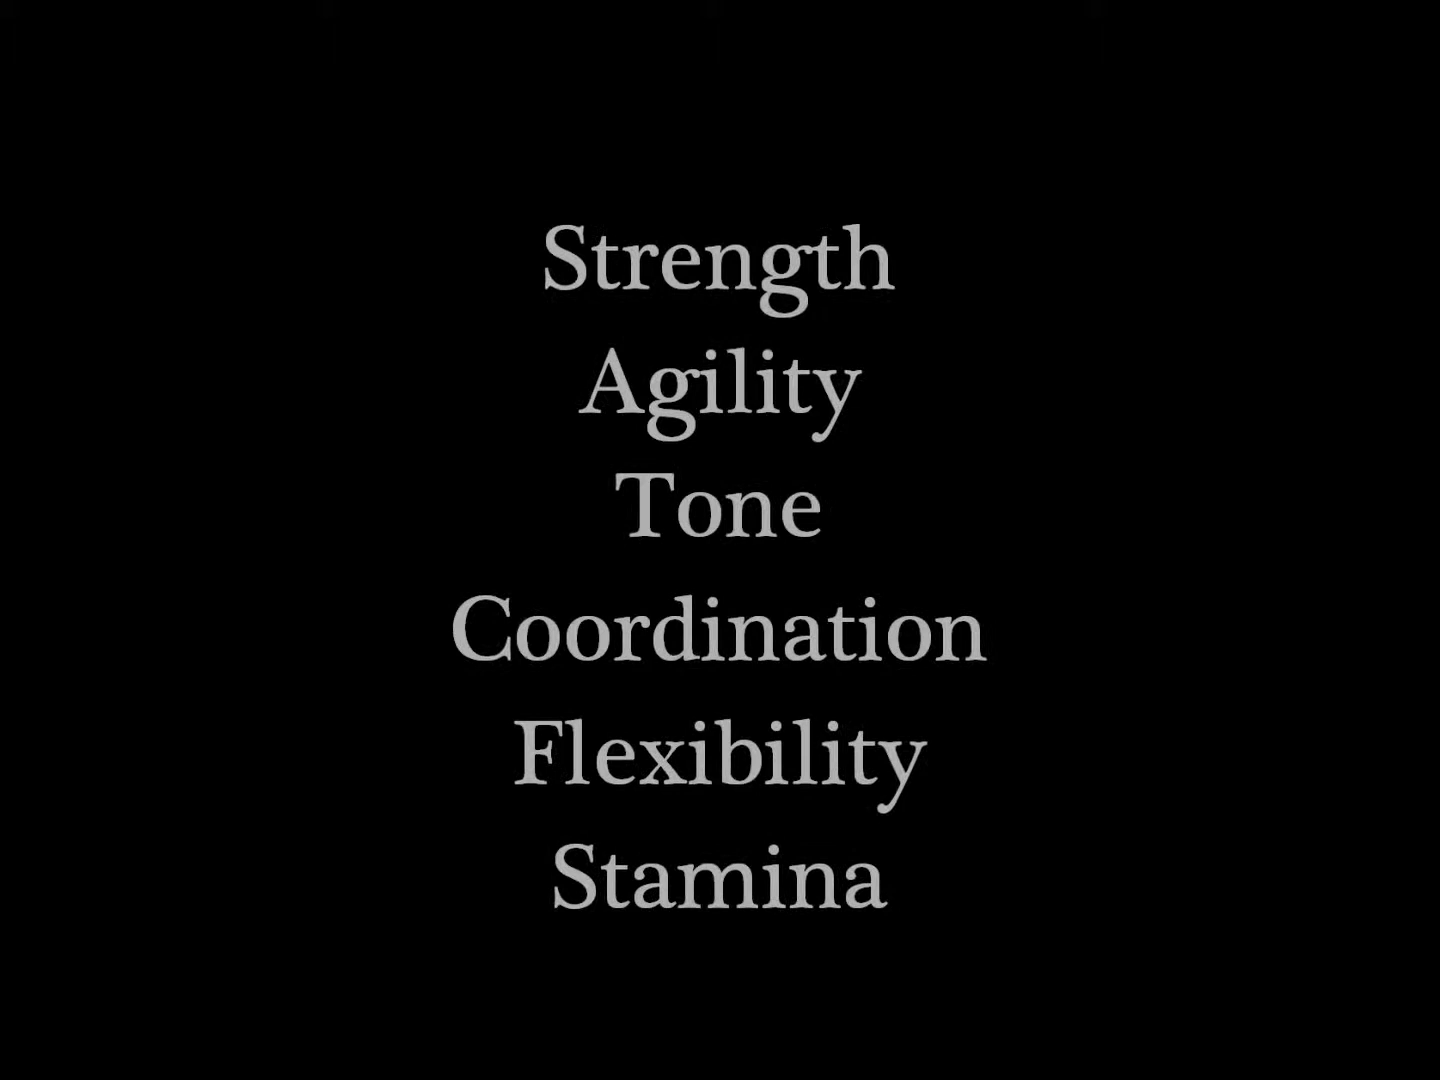 Strength
Agility
Tone
Coordination
Flexibility
Stamina